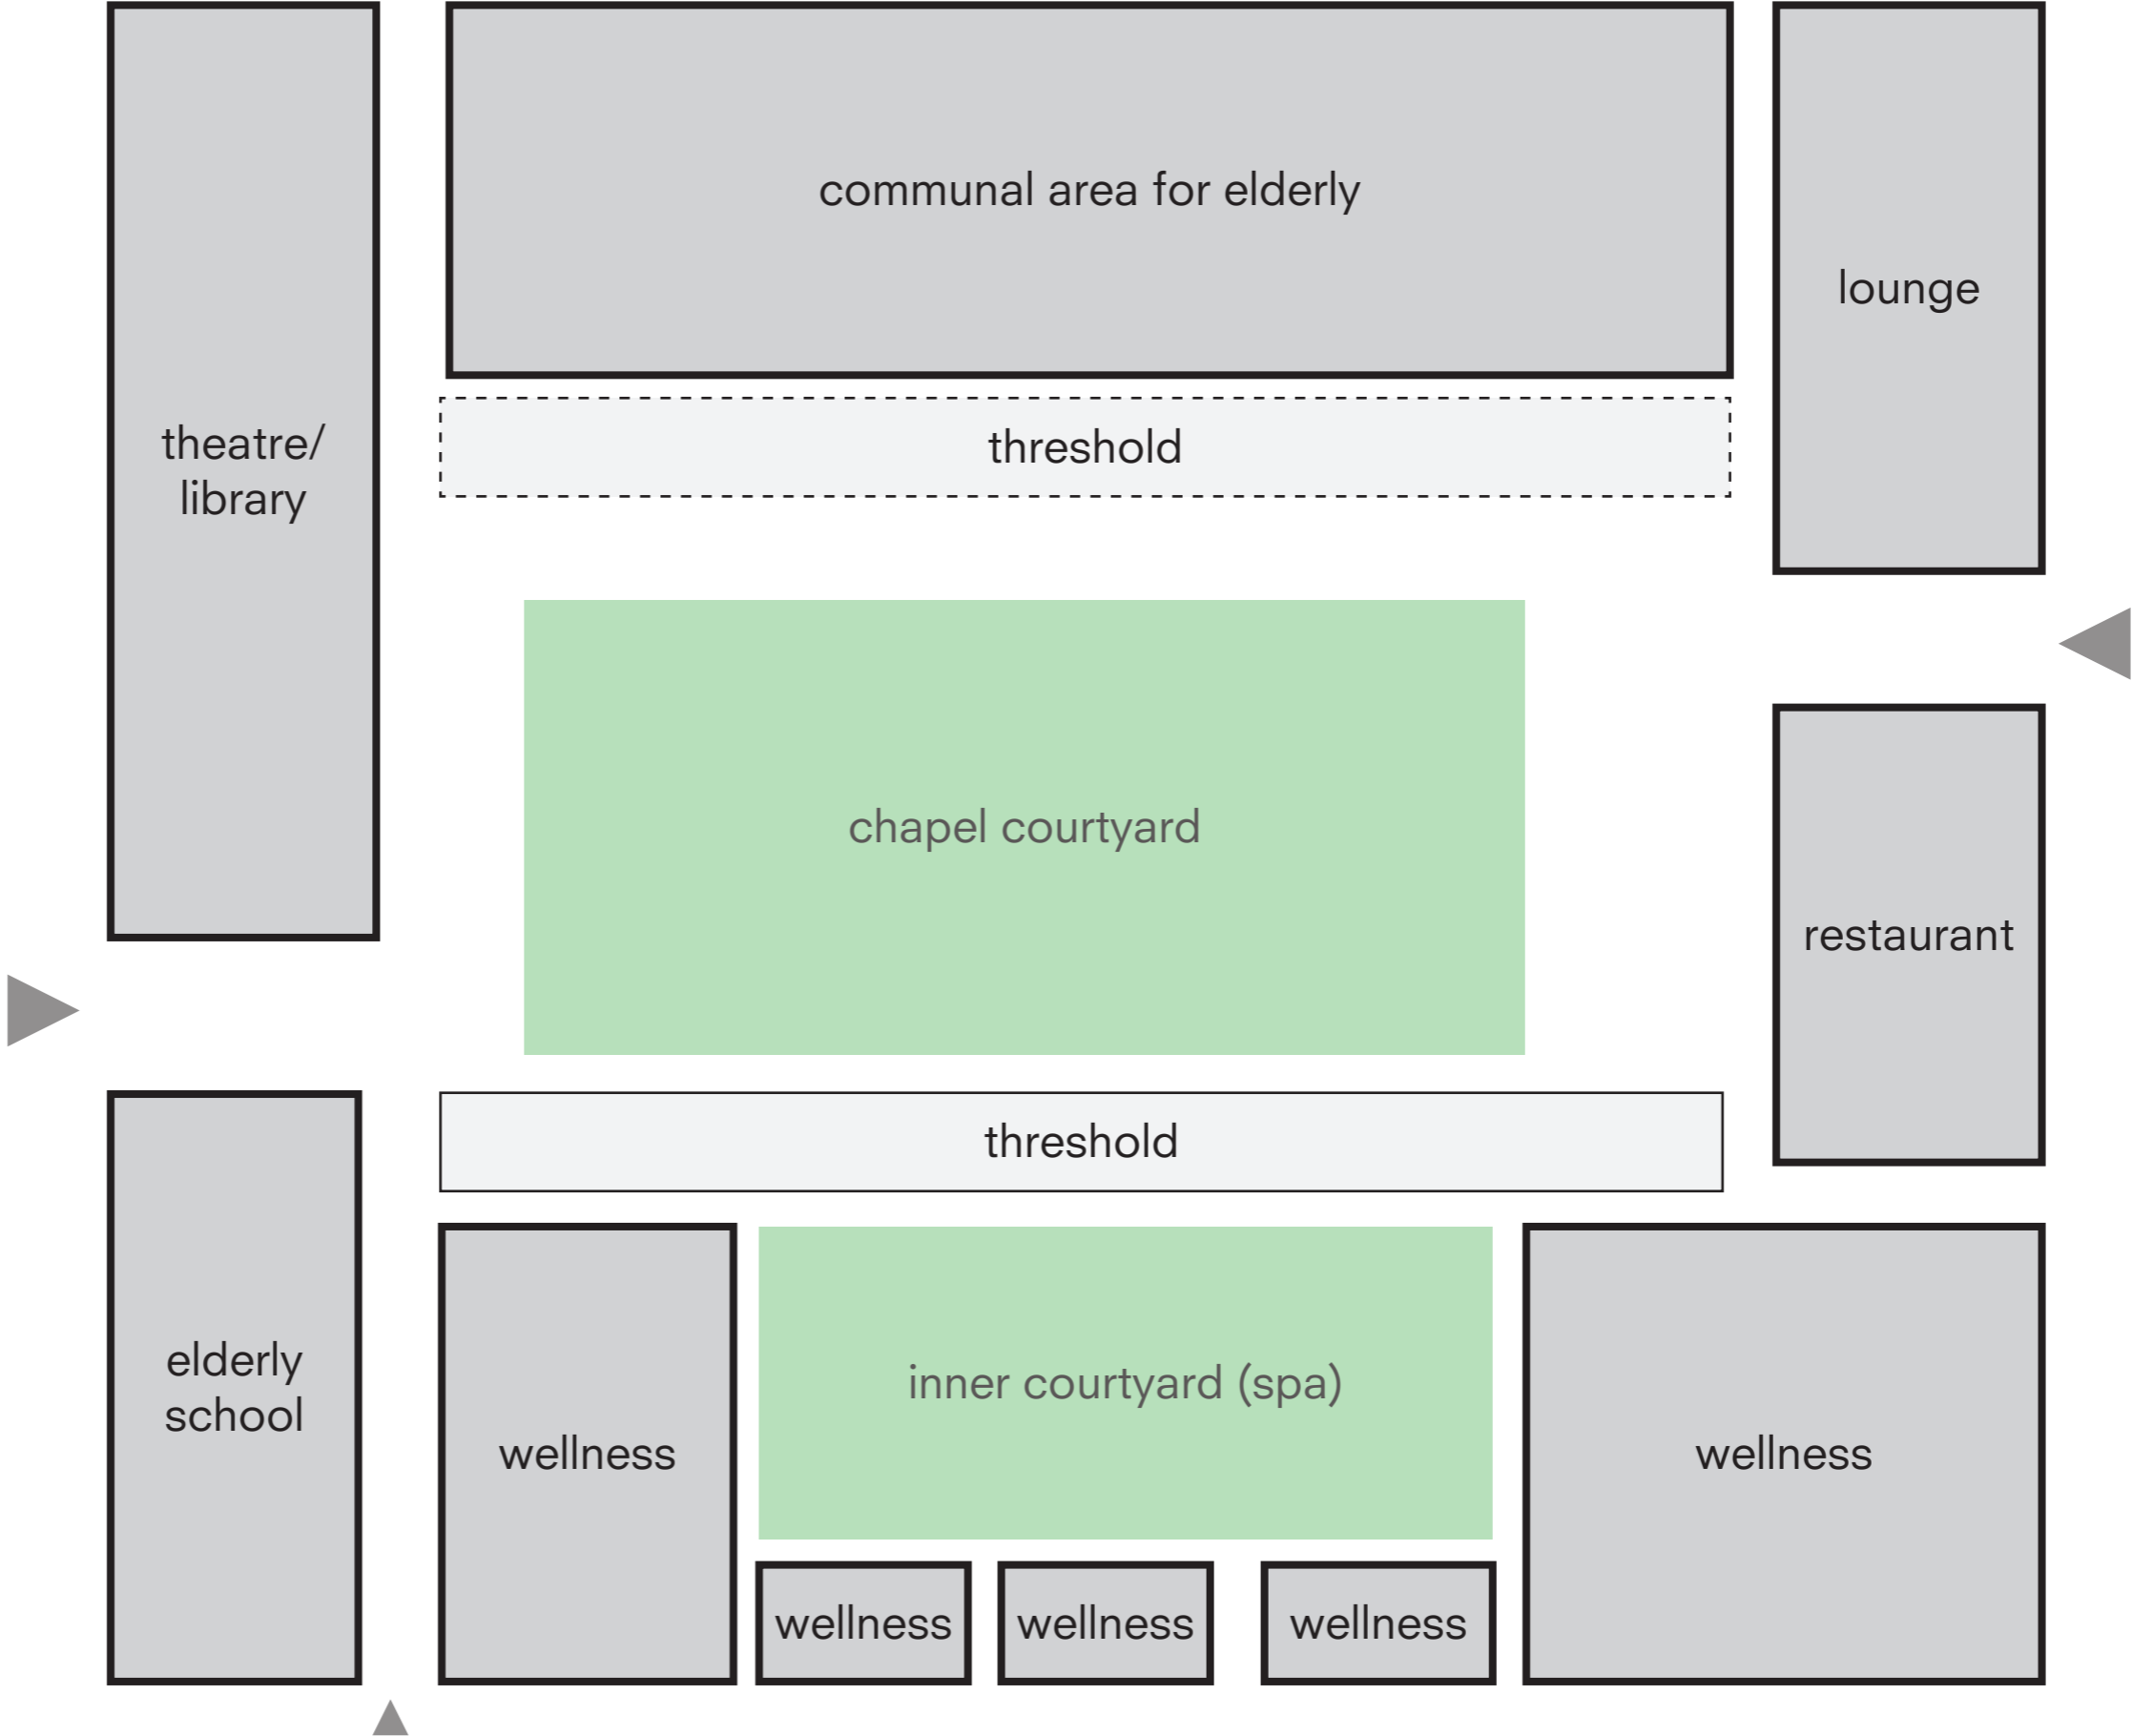 communal area for elderly
lounge
theatre/
library
threshold
chapel courtyard
restaurant
threshold
elderly
school
wellness
inner courtyard (spa)
wellness
wellness
wellness
wellness